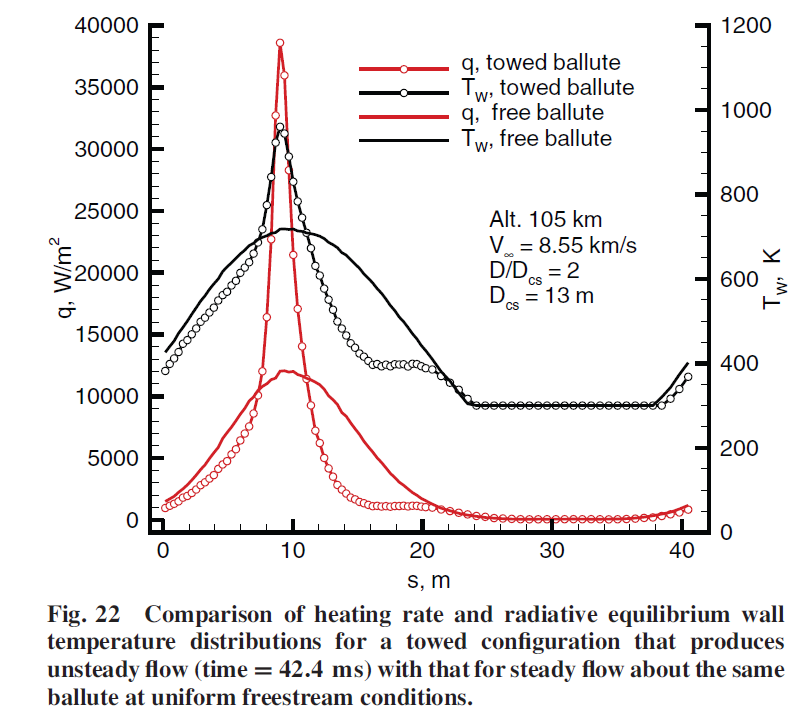 40000
35000
30000
25000
20000
15000
10000
5000
0
q, W/m²
1200
1000
800
600
400
200
0
T_w, K
0
10
20
30
40
s, m
q, towed ballute
T_w, towed ballute
q, free ballute
T_w, free ballute
Alt. 105 km
V_∞ = 8.55 km/s
D/D_cs = 2
D_cs = 13 m
Fig. 22 Comparison of heating rate and radiative equilibrium wall
temperature distributions for a towed configuration that produces
unsteady flow (time = 42.4 ms) with that for steady flow about the same
ballute at uniform freestream conditions.